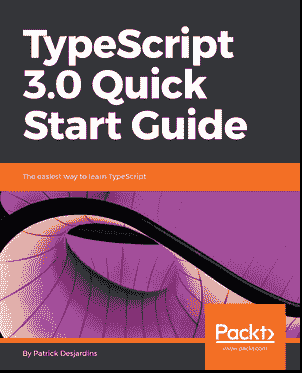 TypeScript
3.0 Quick
Start Guide
The easiest way to learn TypeScript
Packt>
www.packt.com
By Patrick Desjardins